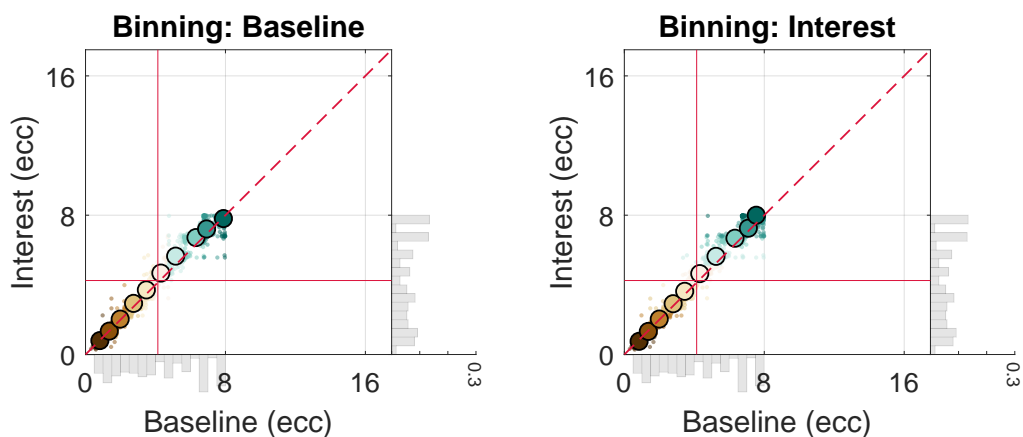 Binning: Baseline
Interest (ecc)
16
8
0
0
8
16
0.3
Baseline (ecc)
Binning: Interest
Interest (ecc)
16
8
0
0
8
16
0.3
Baseline (ecc)